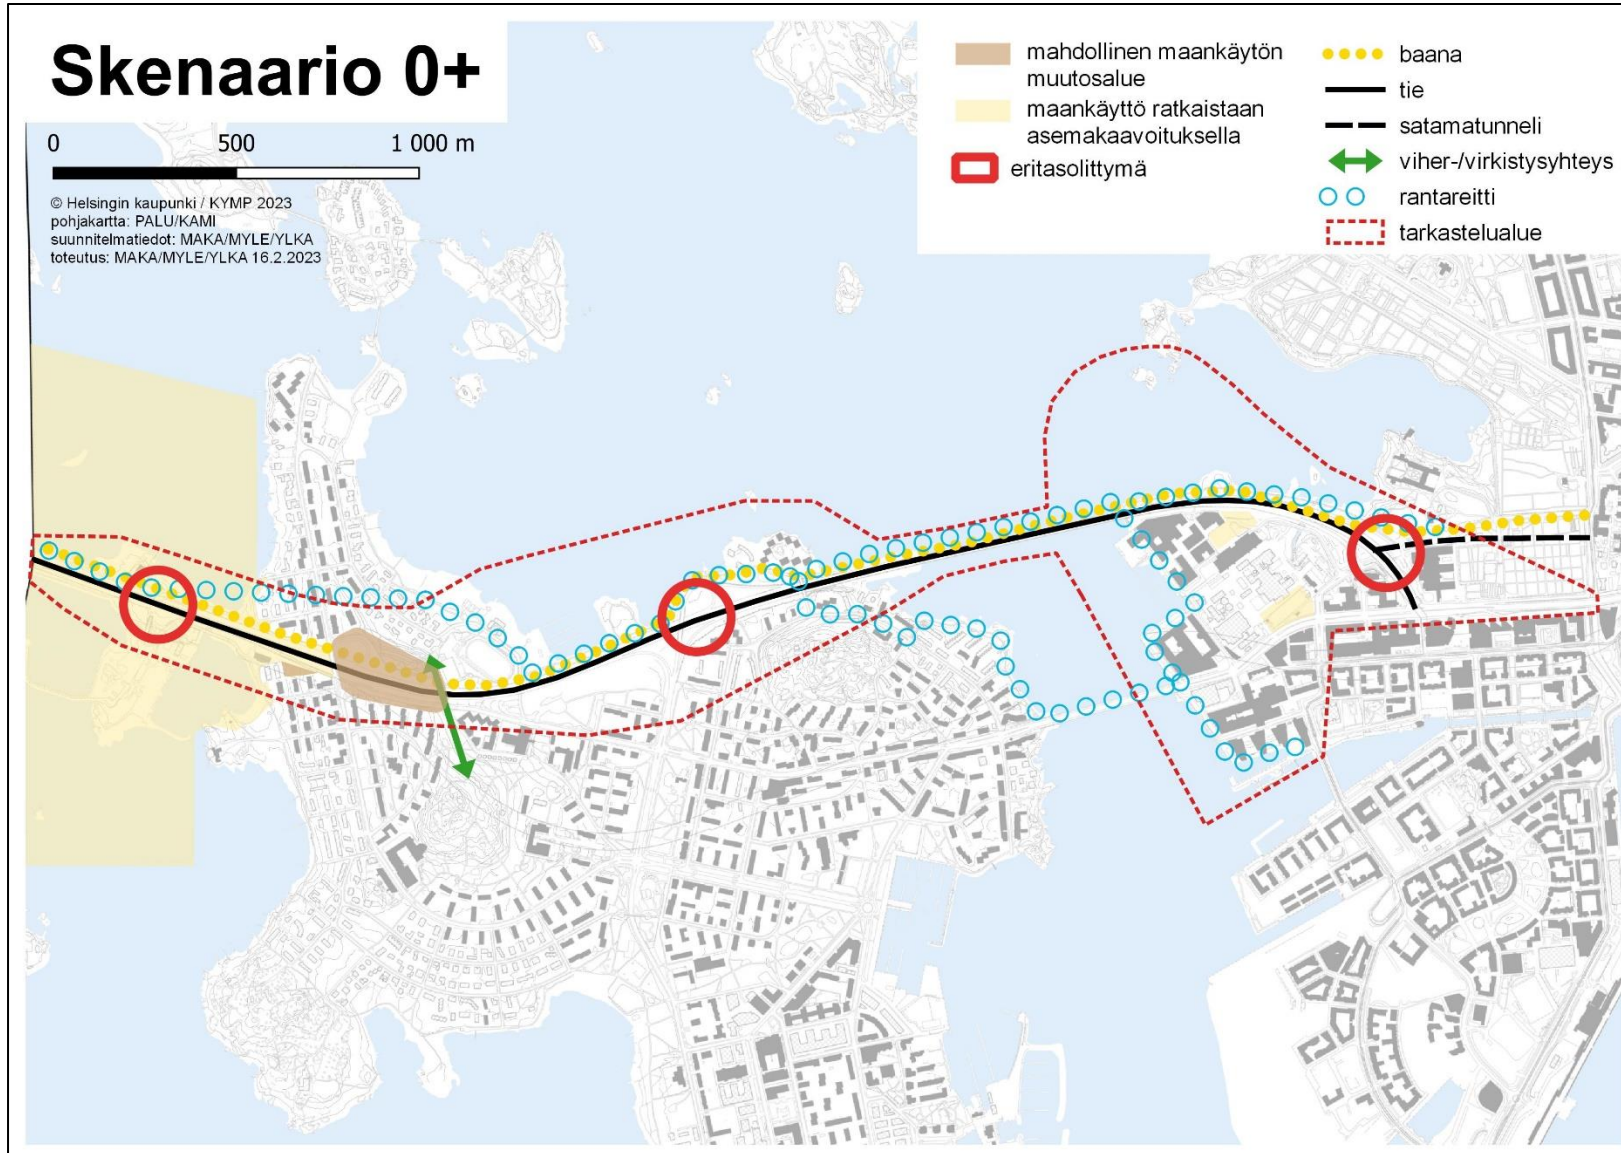 Skenaario 0+
0 500 1 000 m
© Helsingin kaupunki / KYMP 2023
pohjakartta: PALU/KAMI
suunnitelmatiedot: MAKA/MYLE/YLKA
toteutus: MAKA/MYLE/YLKA 16.2.2023
mahdollinen maankäytön
muutosalue
maankäyttö ratkaistaan
asemakaavoituksella
eritasolittymä
baana
tie
satamatunneli
viher-/virkistysyhteys
rantareitti
tarkastelualue